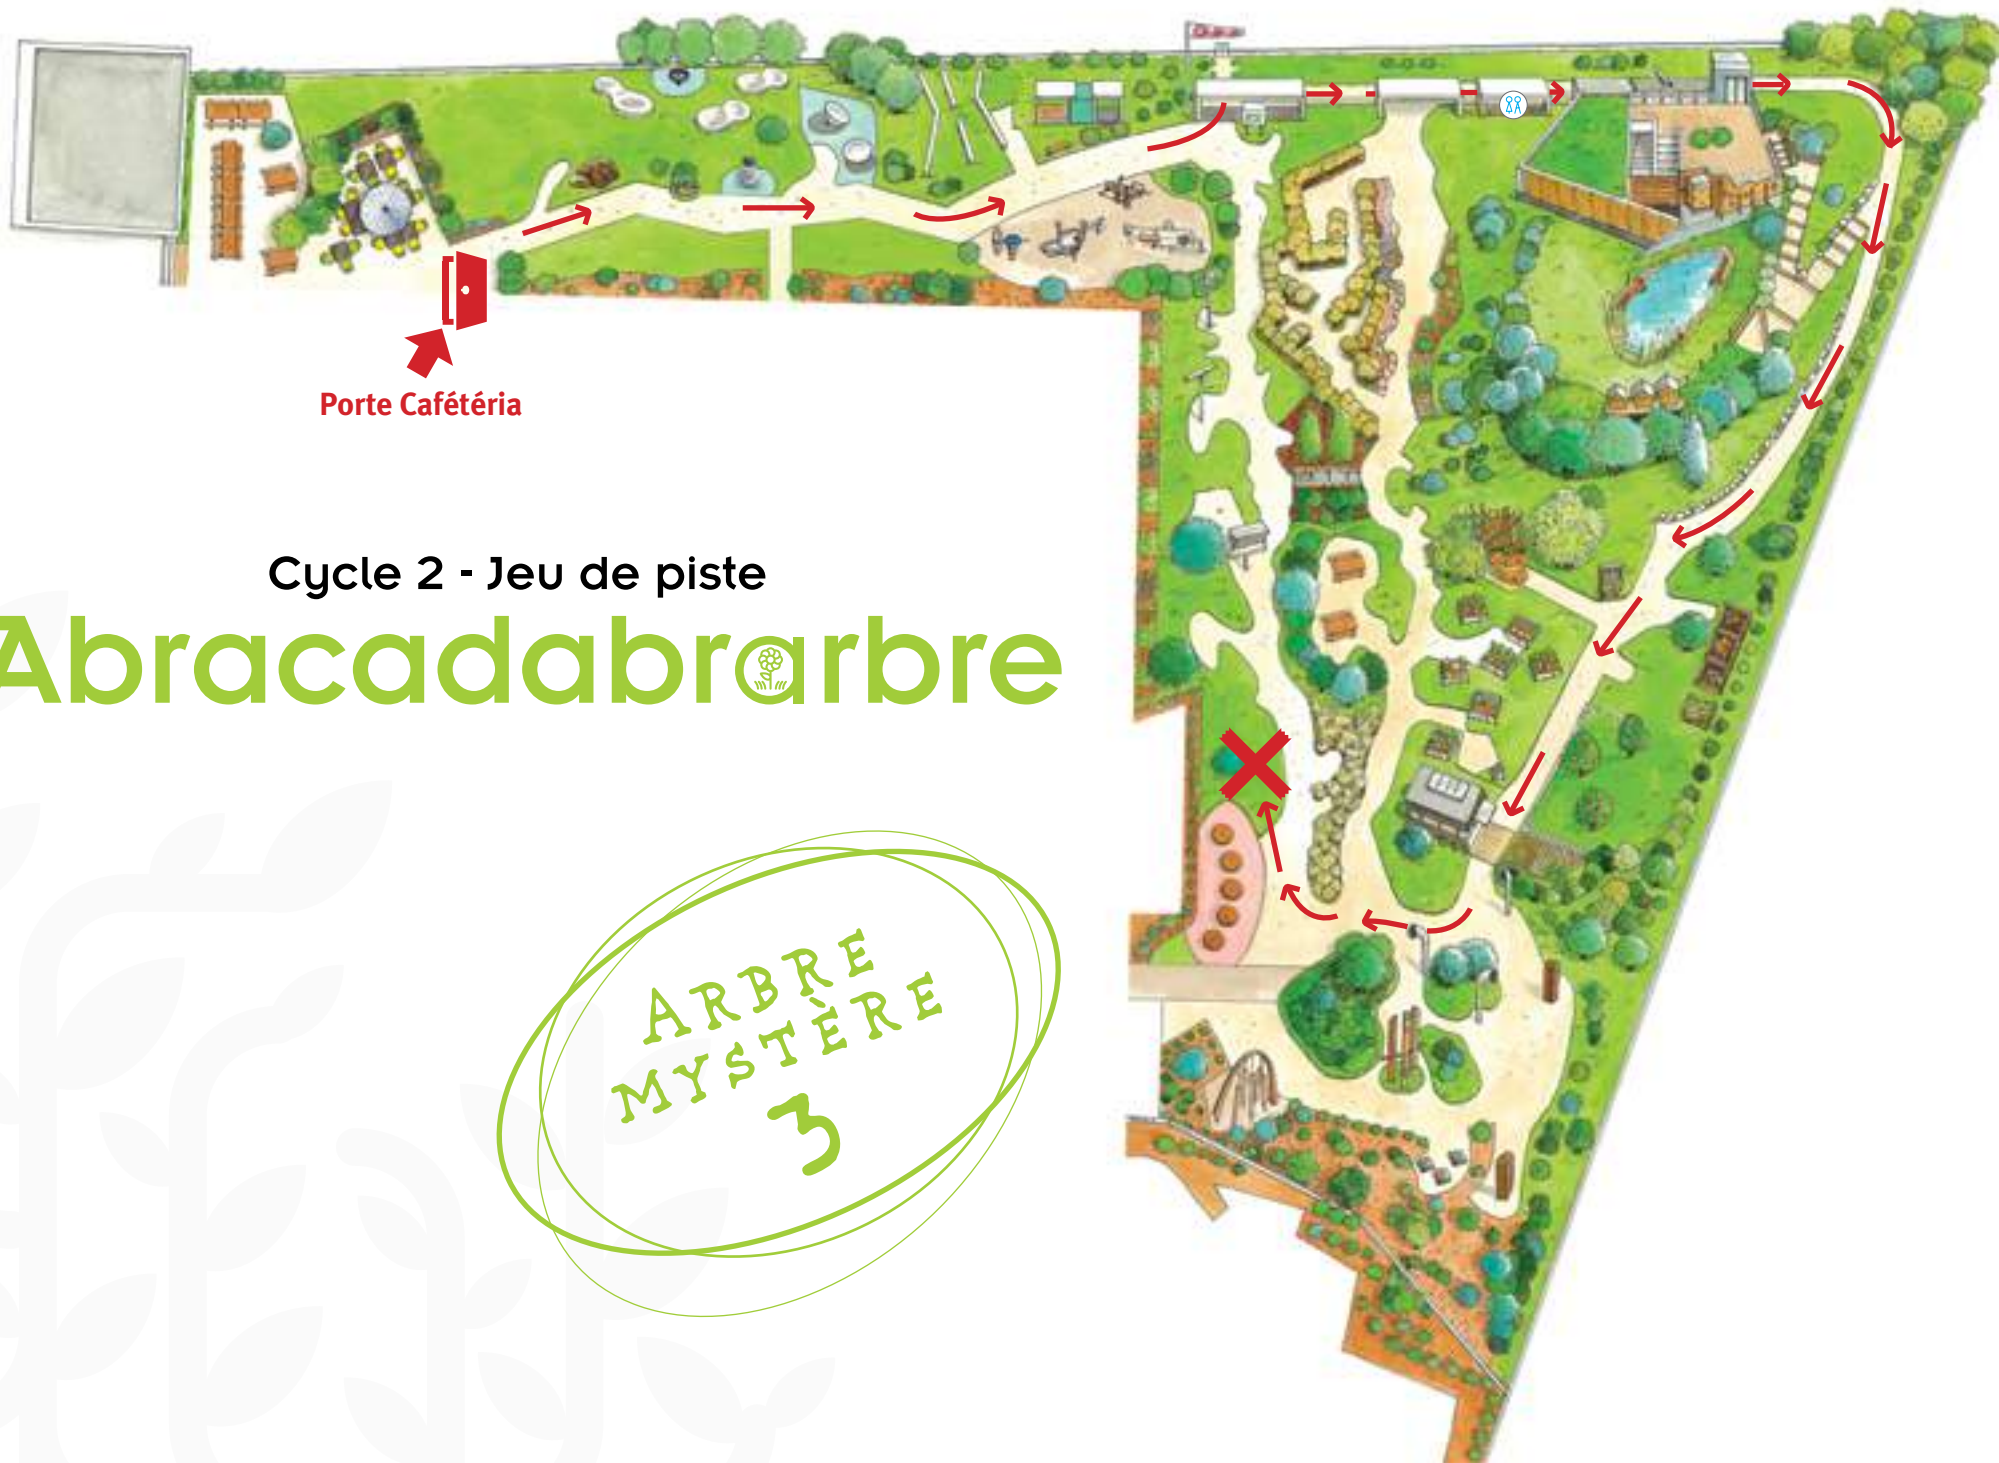 Porte Cafétéria
Cycle 2 - Jeu de piste
Abracadabrarbre
ARBRE
MYSTÈRE
3